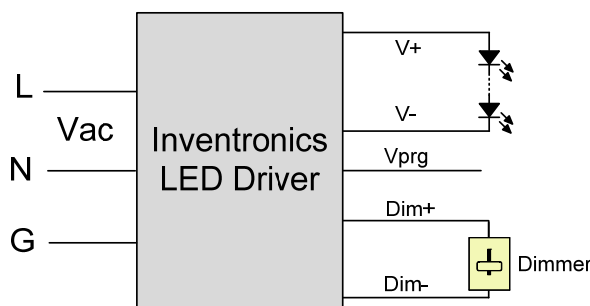 L
Vac
N
G
Inventronics
LED Driver
V+
V-
Vprg
Dim+
Dim-
Dimmer